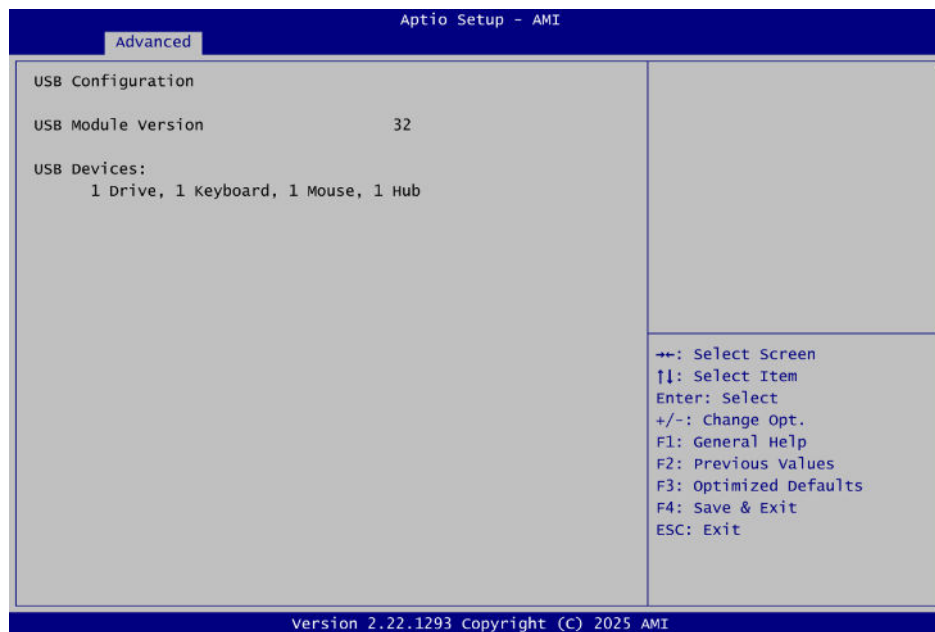 Aptio Setup - AMI
Advanced
USB Configuration
USB Module Version 32
USB Devices:
1 Drive, 1 Keyboard, 1 Mouse, 1 Hub
→←: Select Screen
↑↓: Select Item
Enter: Select
+/-: Change Opt.
F1: General Help
F2: Previous Values
F3: Optimized Defaults
F4: Save & Exit
ESC: Exit
Version 2.22.1293 Copyright (C) 2025 AMI